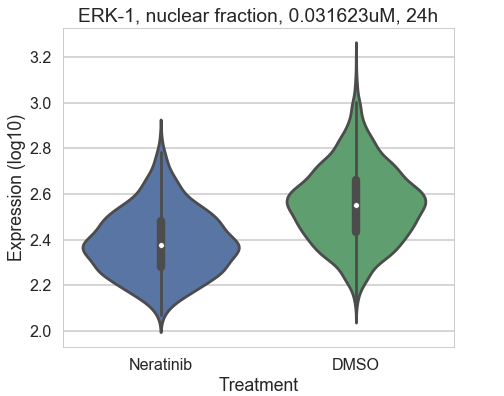 ERK-1, nuclear fraction, 0.031623uM, 24h
Expression (log10)
3.2
3.0
2.8
2.6
2.4
2.2
2.0
Neratinib
DMSO
Treatment